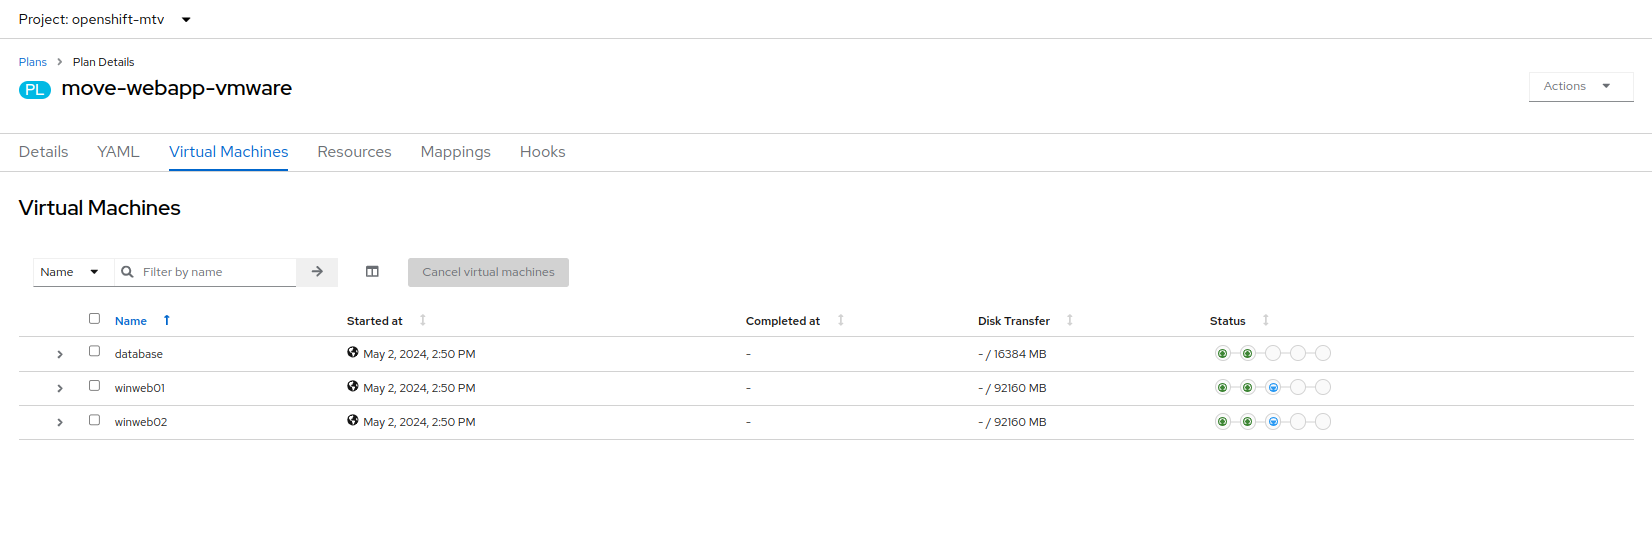 Project: openshift-mtv
Plans Plan Details
PL move-webapp-vmware
Actions
Details YAML Virtual Machines Resources Mappings Hooks
Virtual Machines
Name Filter by name Cancel virtual machines
Name Started at Completed at Disk Transfer Status
database May 2, 2024, 2:50 PM - - / 16384 MB
winweb01 May 2, 2024, 2:50 PM - - / 92160 MB
winweb02 May 2, 2024, 2:50 PM - - / 92160 MB